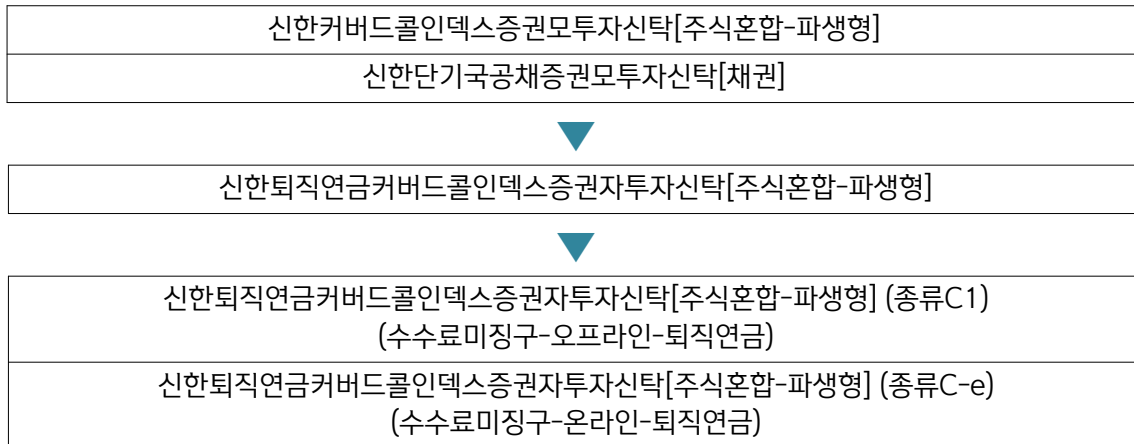 신한커버드콜인덱스증권모투자신탁[주식혼합-파생형]
신한단기국공채증권모투자신탁[채권]
신한퇴직연금커버드콜인덱스증권자투자신탁[주식혼합-파생형]
신한퇴직연금커버드콜인덱스증권자투자신탁[주식혼합-파생형] (종류C1)
(수수료미징구-오프라인-퇴직연금)
신한퇴직연금커버드콜인덱스증권자투자신탁[주식혼합-파생형] (종류C-e)
(수수료미징구-온라인-퇴직연금)